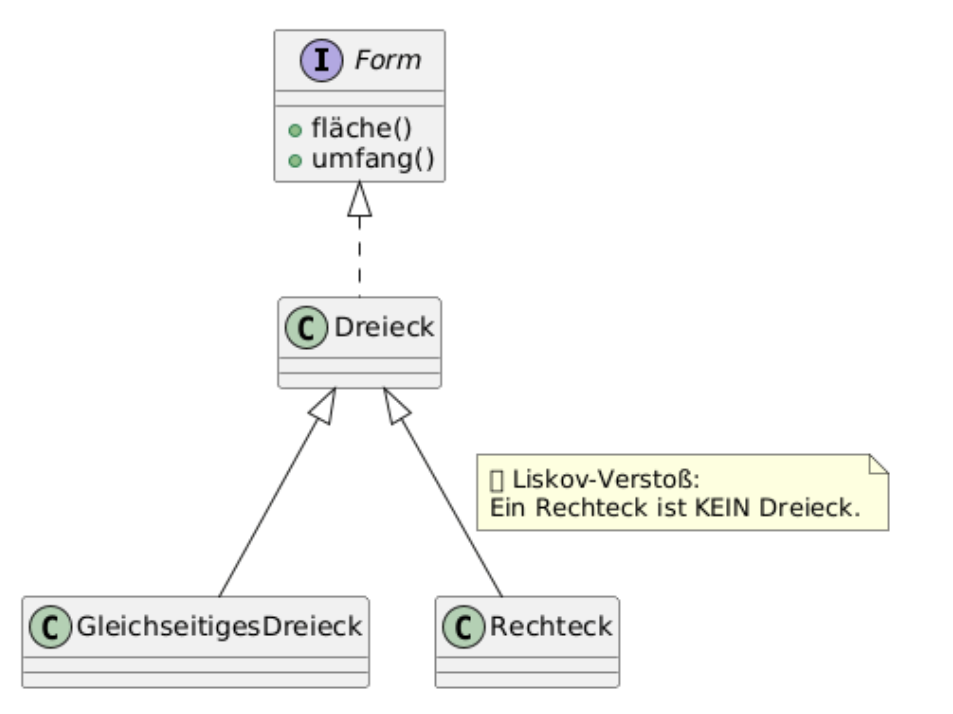 I Form
fläche()
umfang()
C Dreieck
▯ Liskov-Verstoß:
Ein Rechteck ist KEIN Dreieck.
C GleichseitigesDreieck
C Rechteck